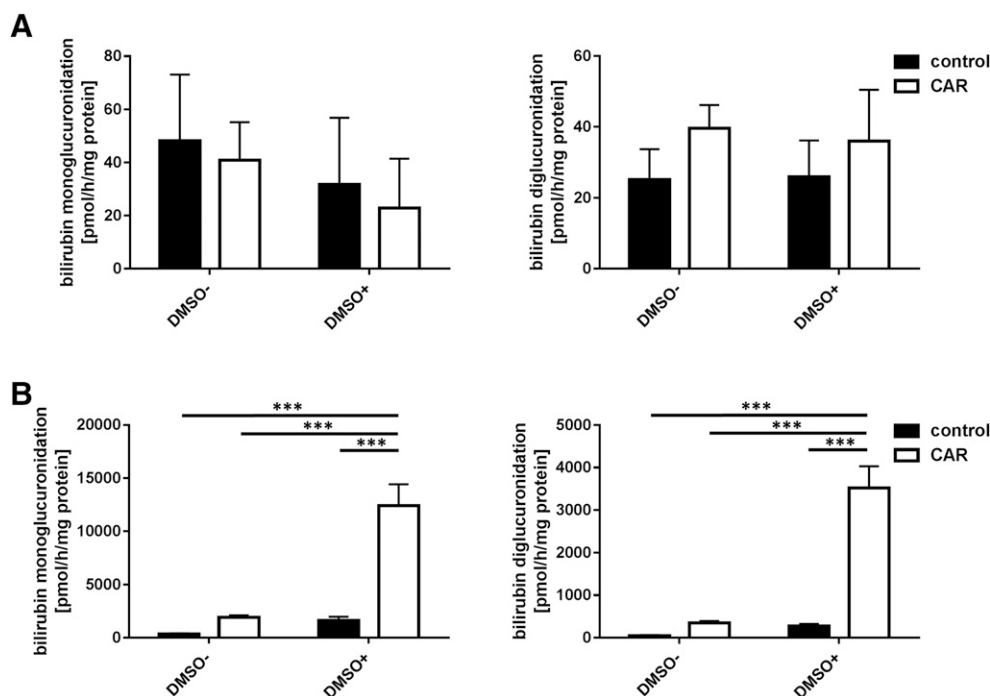 A
bilirubin monoglucuronidation
[pmol/h/mg protein]
80
60
40
20
0
DMSO-
DMSO+
bilirubin diglucuronidation
[pmol/h/mg protein]
60
40
20
0
DMSO-
DMSO+
control
CAR
B
bilirubin monoglucuronidation
[pmol/h/mg protein]
20000
15000
10000
5000
0
***
***
***
DMSO-
DMSO+
bilirubin diglucuronidation
[pmol/h/mg protein]
5000
4000
3000
2000
1000
0
***
***
***
DMSO-
DMSO+
control
CAR